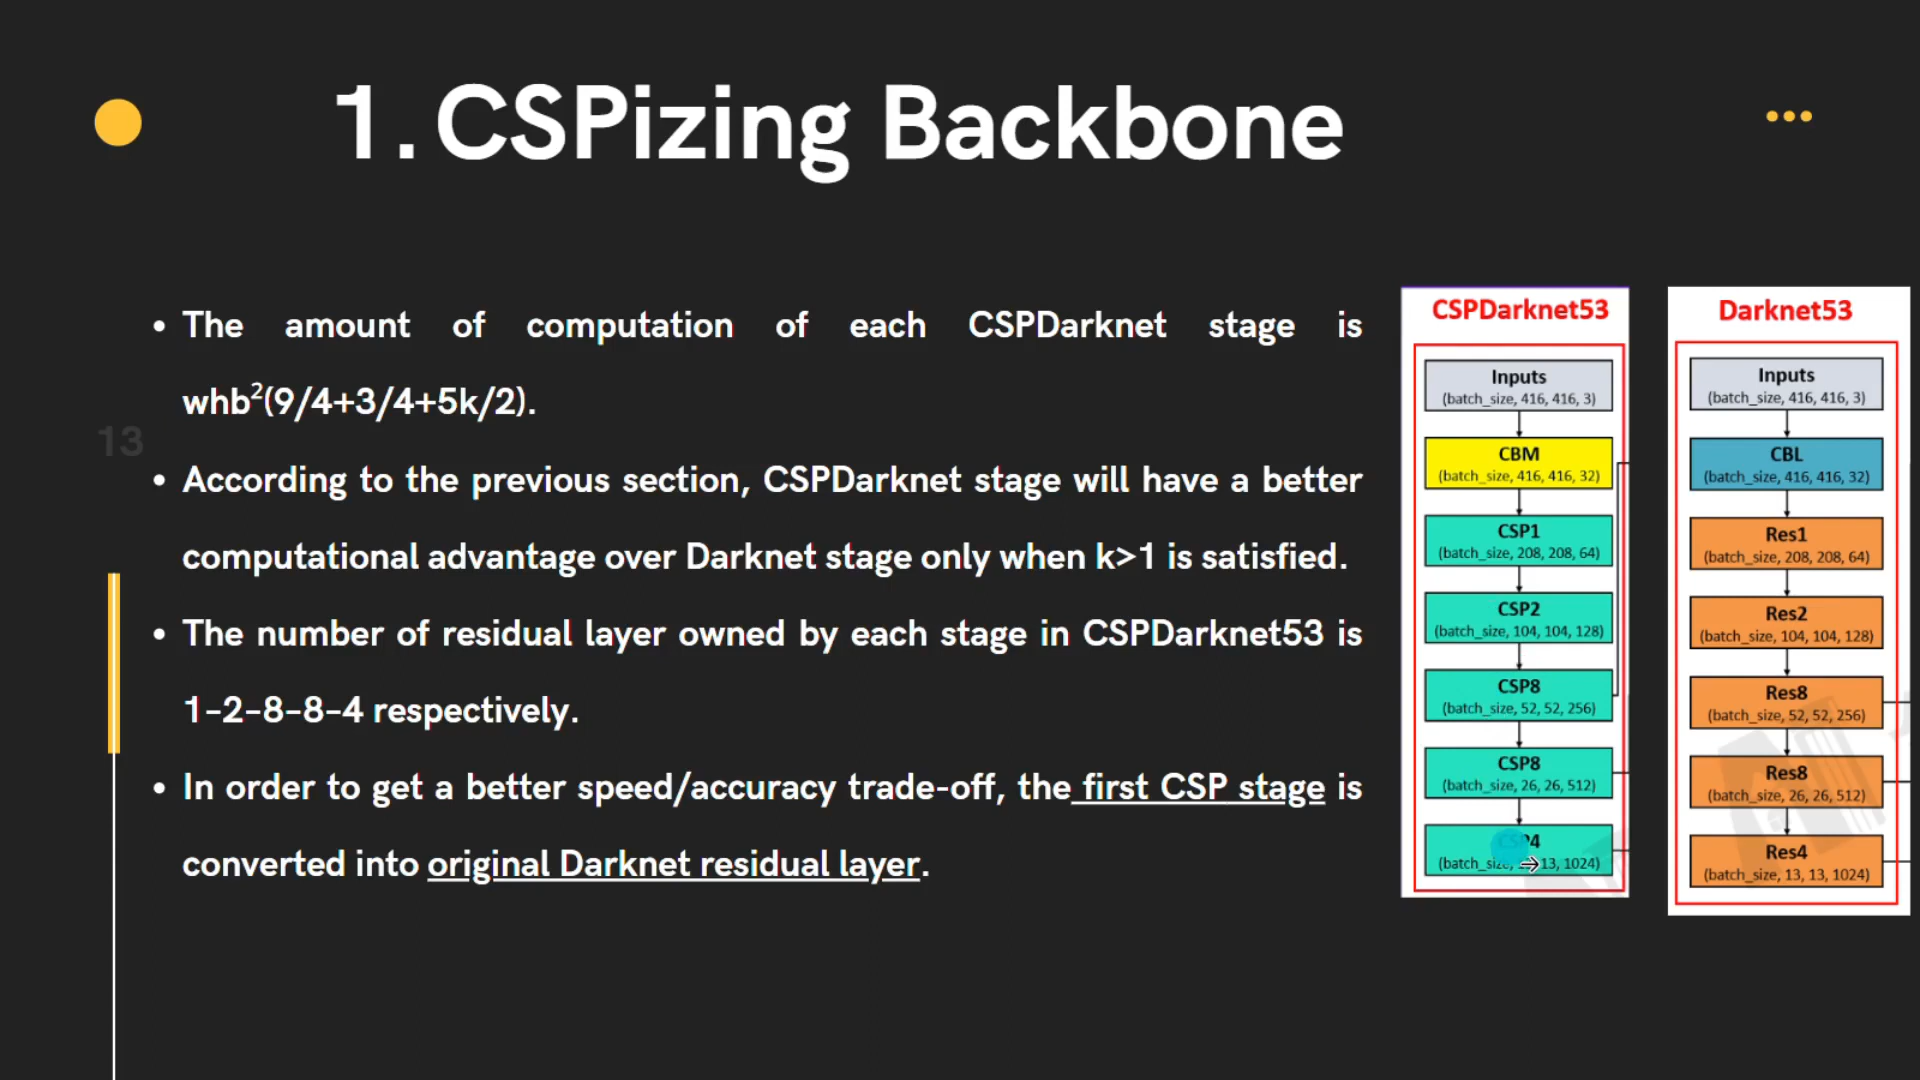 1. CSPizing Backbone
13
• The amount of computation of each CSPDarknet stage is
whb²(9/4+3/4+5k/2).
• According to the previous section, CSPDarknet stage will have a better
computational advantage over Darknet stage only when k>1 is satisfied.
• The number of residual layer owned by each stage in CSPDarknet53 is
1-2-8-8-4 respectively.
• In order to get a better speed/accuracy trade-off, the first CSP stage is
converted into original Darknet residual layer.
CSPDarknet53
Inputs
(batch_size, 416, 416, 3)
CBM
(batch_size, 416, 416, 32)
CSP1
(batch_size, 208, 208, 64)
CSP2
(batch_size, 104, 104, 128)
CSP8
(batch_size, 52, 52, 256)
CSP8
(batch_size, 26, 26, 512)
CSP4
(batch_size, 13, 13, 1024)
Darknet53
Inputs
(batch_size, 416, 416, 3)
CBL
(batch_size, 416, 416, 32)
Res1
(batch_size, 208, 208, 64)
Res2
(batch_size, 104, 104, 128)
Res8
(batch_size, 52, 52, 256)
Res8
(batch_size, 26, 26, 512)
Res4
(batch_size, 13, 13, 1024)